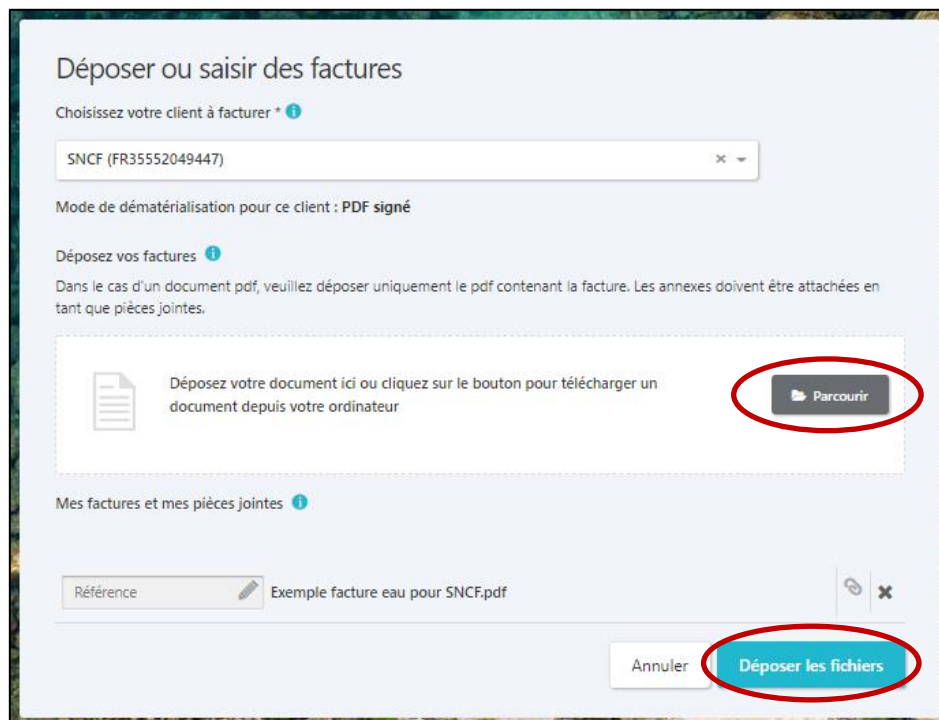 Déposer ou saisir des factures
Choisissez votre client à facturer *
SNCF (FR35552049447)
Mode de dématérialisation pour ce client : PDF signé
Déposez vos factures
Dans le cas d'un document pdf, veuillez déposer uniquement le pdf contenant la facture. Les annexes doivent être attachées en
tant que pièces jointes.
Déposez votre document ici ou cliquez sur le bouton pour télécharger un
document depuis votre ordinateur
Parcourir
Mes factures et mes pièces jointes
Référence Exemple facture eau pour SNCF.pdf
Annuler Déposer les fichiers